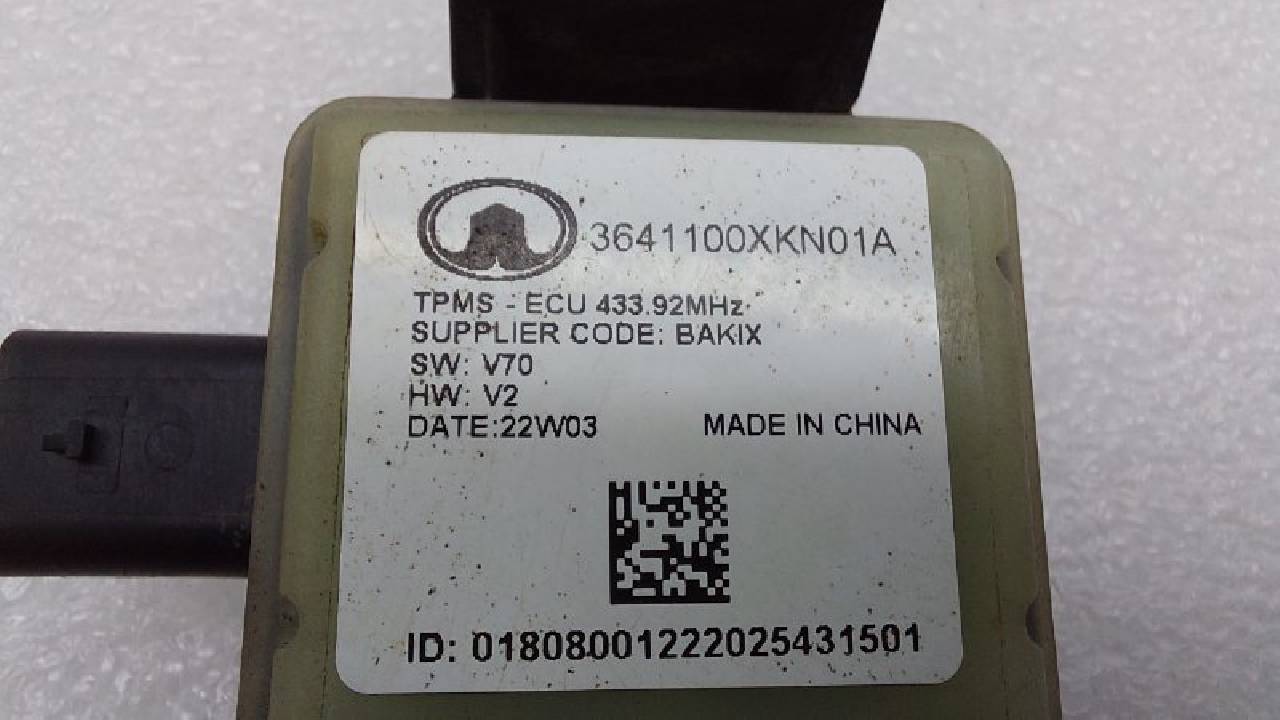 3641100XKN01A
TPMS - ECU 433.92MHz
SUPPLIER CODE: BAKIX
SW: V70
HW: V2
DATE:22W03 MADE IN CHINA
ID: 01808001222025431501